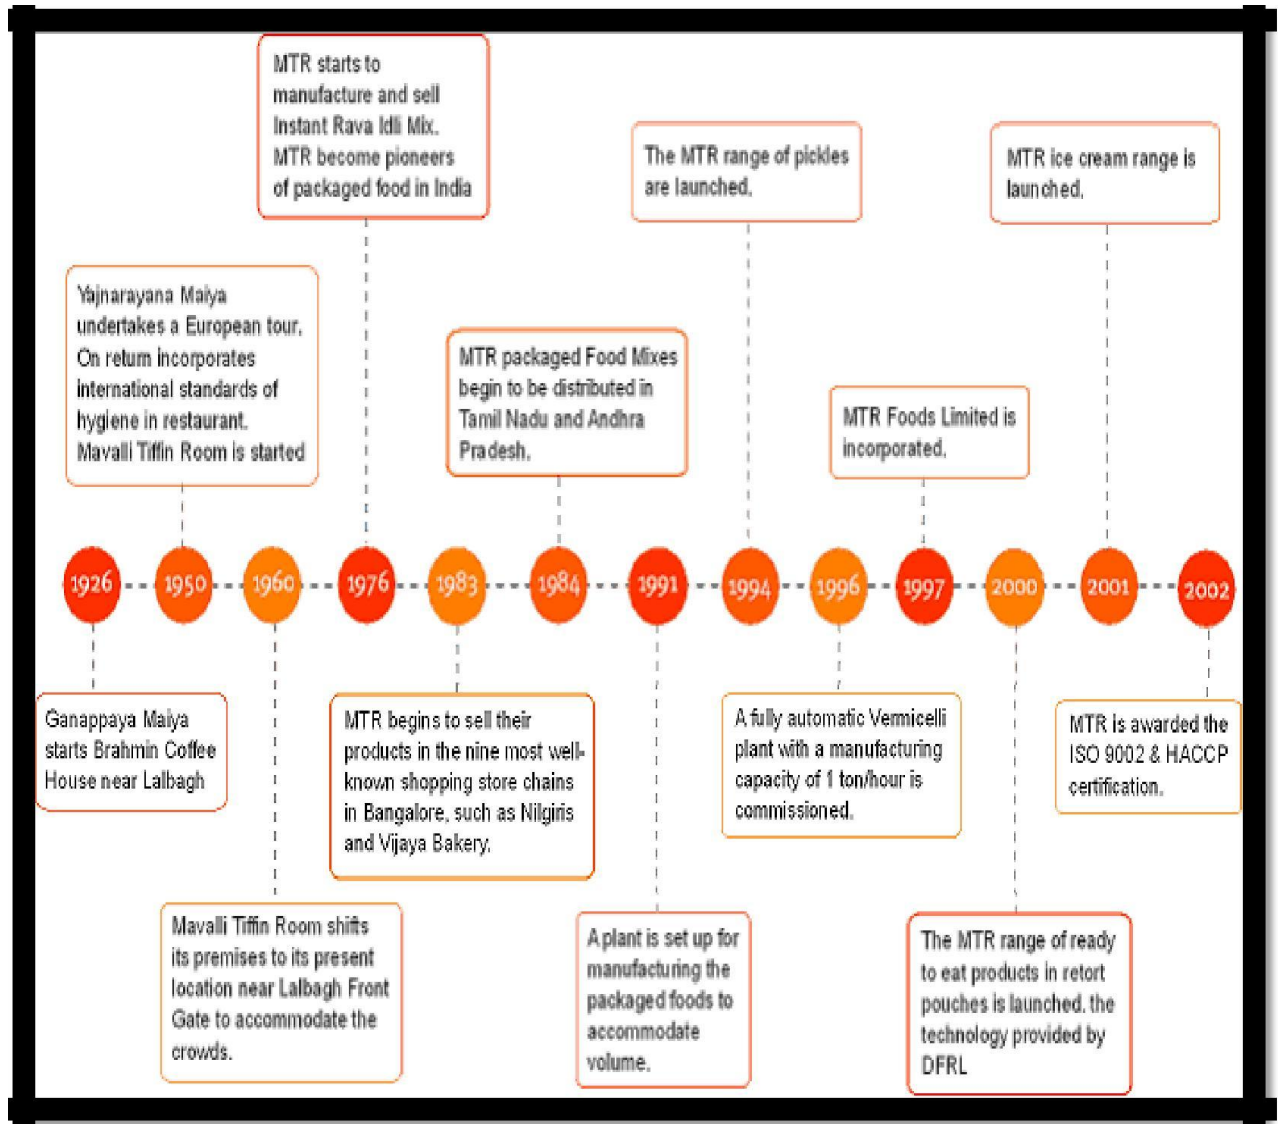 MTR starts to
manufacture and sell
Instant Rava Idli Mix.
MTR become pioneers
of packaged food in India
The MTR range of pickles
are launched.
MTR ice cream range is
launched.
Yajnarayana Maiya
undertakes a European tour.
On return incorporates
international standards of
hygiene in restaurant.
Mavalli Tiffin Room is started
MTR packaged Food Mixes
begin to be distributed in
Tamil Nadu and Andhra
Pradesh.
MTR Foods Limited is
incorporated.
1926 1950 1960 1976 1983 1984 1991 1994 1996 1997 2000 2001 2002
Ganappaya Maiya
starts Brahmin Coffee
House near Lalbagh
MTR begins to sell their
products in the nine most well-
known shopping store chains
in Bangalore, such as Nilgiris
and Vijaya Bakery.
A fully automatic Vermicelli
plant with a manufacturing
capacity of 1 ton/hour is
commissioned.
MTR is awarded the
ISO 9002 & HACCP
certification.
Mavalli Tiffin Room shifts
its premises to its present
location near Lalbagh Front
Gate to accommodate the
crowds.
A plant is set up for
manufacturing the
packaged foods to
accommodate
volume.
The MTR range of ready
to eat products in retort
pouches is launched. the
technology provided by
DFRL